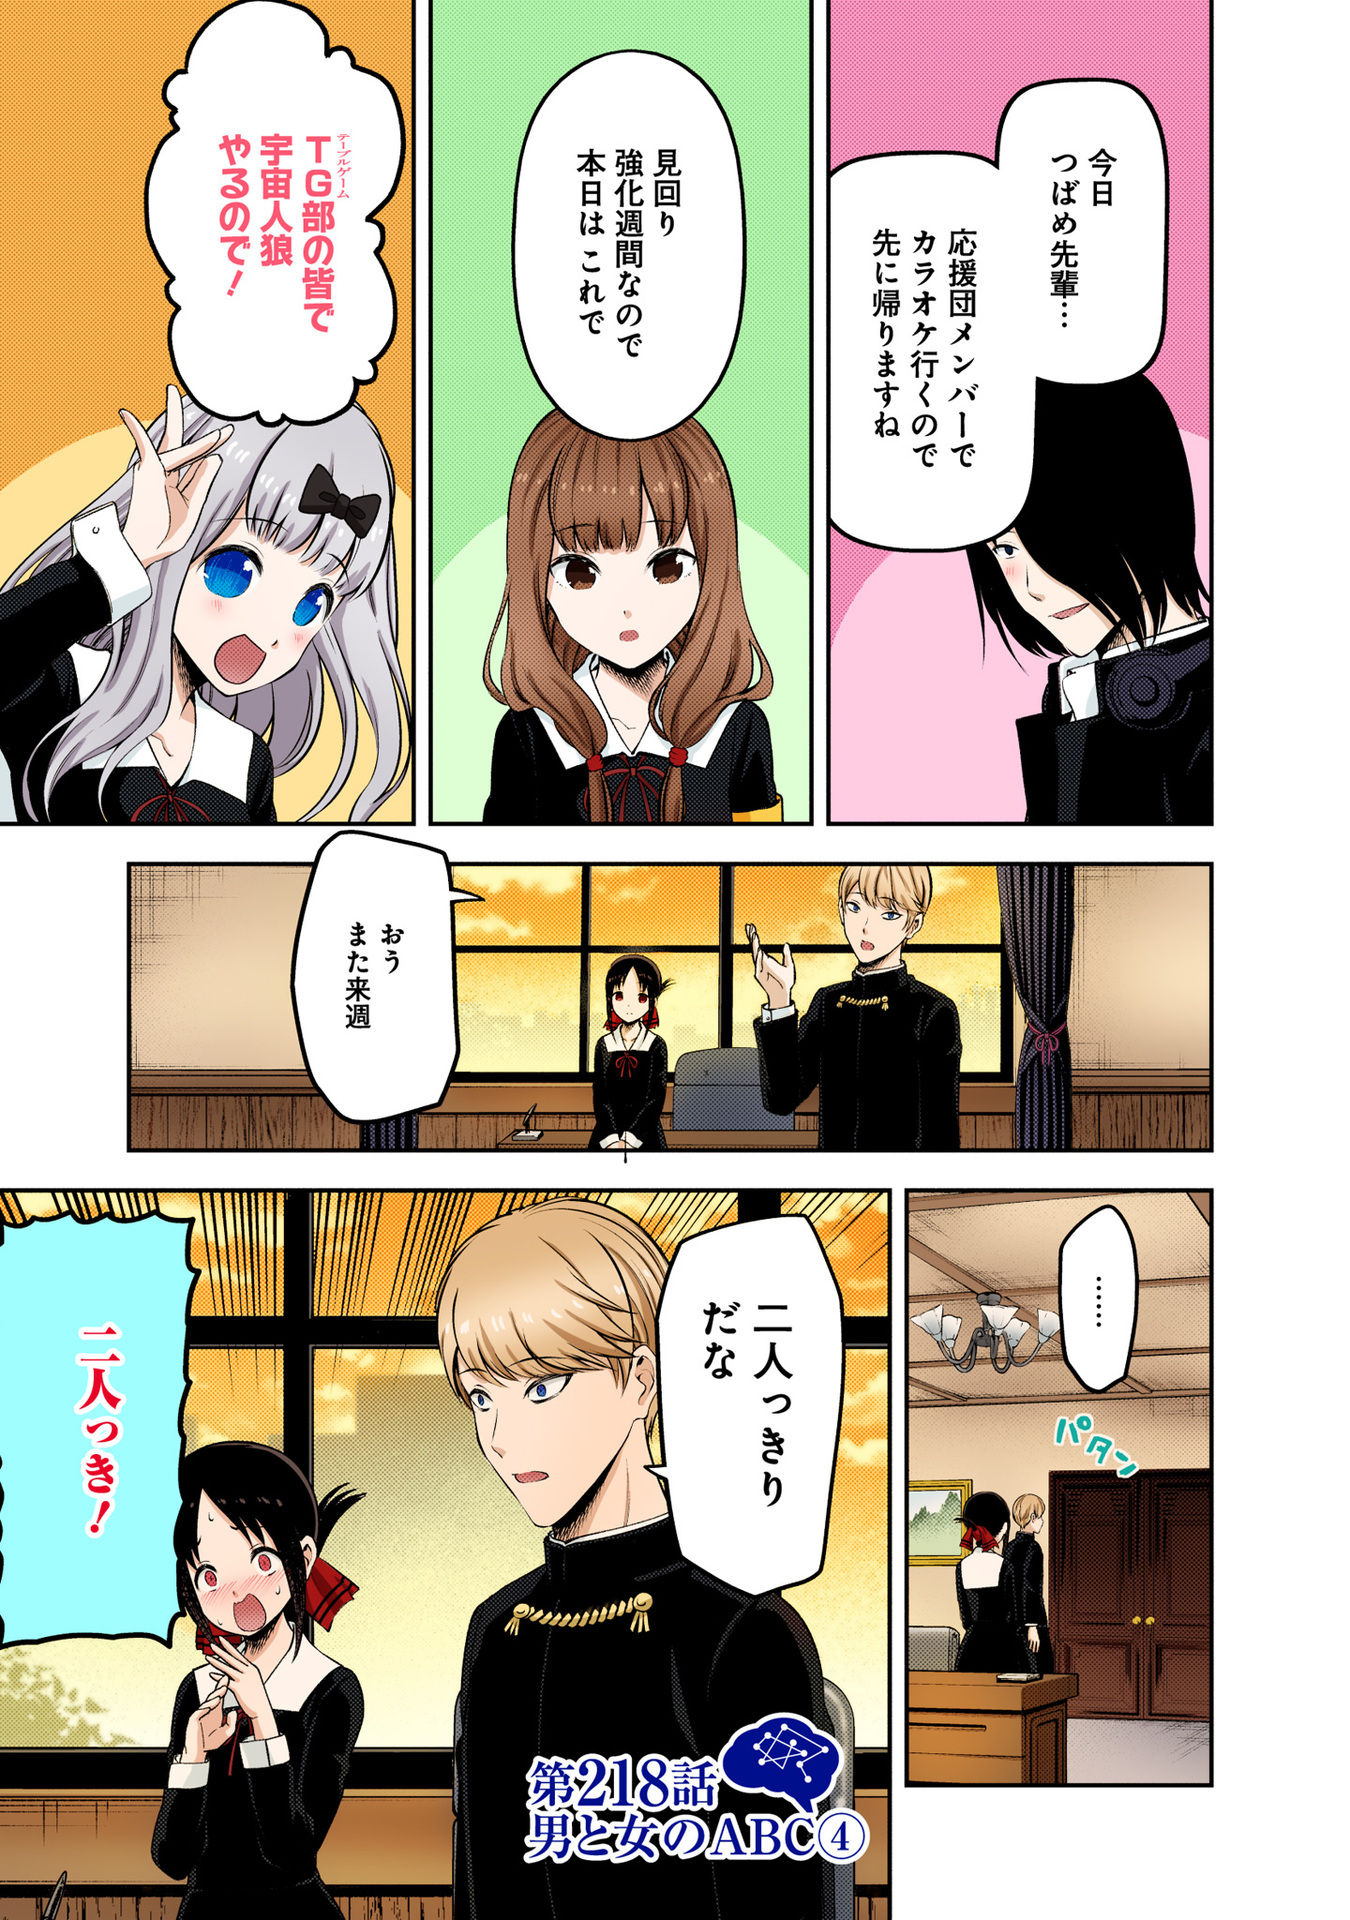 今日
つばめ先輩…
応援団メンバーで
カラオケ行くので
先に帰りますね
見回り
強化週間なので
本日は これで
TG部の皆で
テーブルゲーム
宇宙人狼
やるので!
おう
また来週
……
パタン
二人っきり
だな
二人っき!
第218話
男と女のABC④